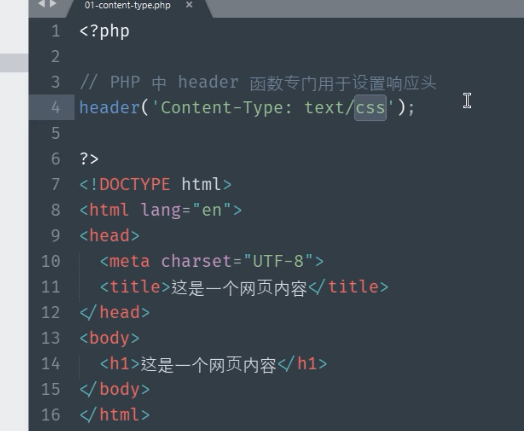 01-content-type.php ×
1 <?php
2
3 // PHP 中 header 函数专门用于设置响应头
4 header('Content-Type: text/css');
5
6 ?>
7 <!DOCTYPE html>
8 <html lang="en">
9 <head>
10 <meta charset="UTF-8">
11 <title>这是一个网页内容</title>
12 </head>
13 <body>
14 <h1>这是一个网页内容</h1>
15 </body>
16 </html>